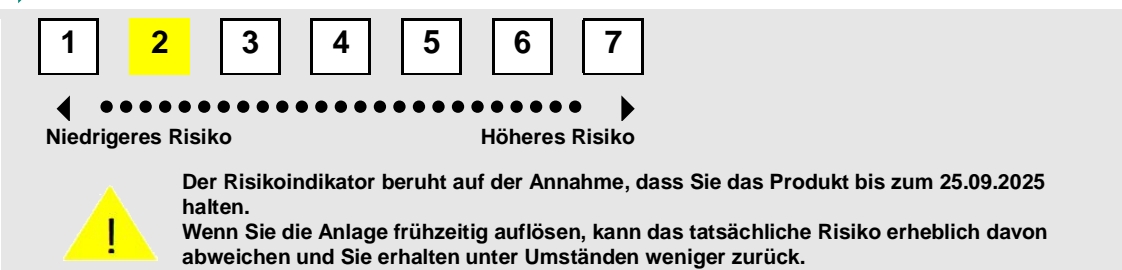 1 2 3 4 5 6 7
Niedrigeres Risiko Höheres Risiko
Der Risikoindikator beruht auf der Annahme, dass Sie das Produkt bis zum 25.09.2025
halten.
Wenn Sie die Anlage frühzeitig auflösen, kann das tatsächliche Risiko erheblich davon
! abweichen und Sie erhalten unter Umständen weniger zurück.